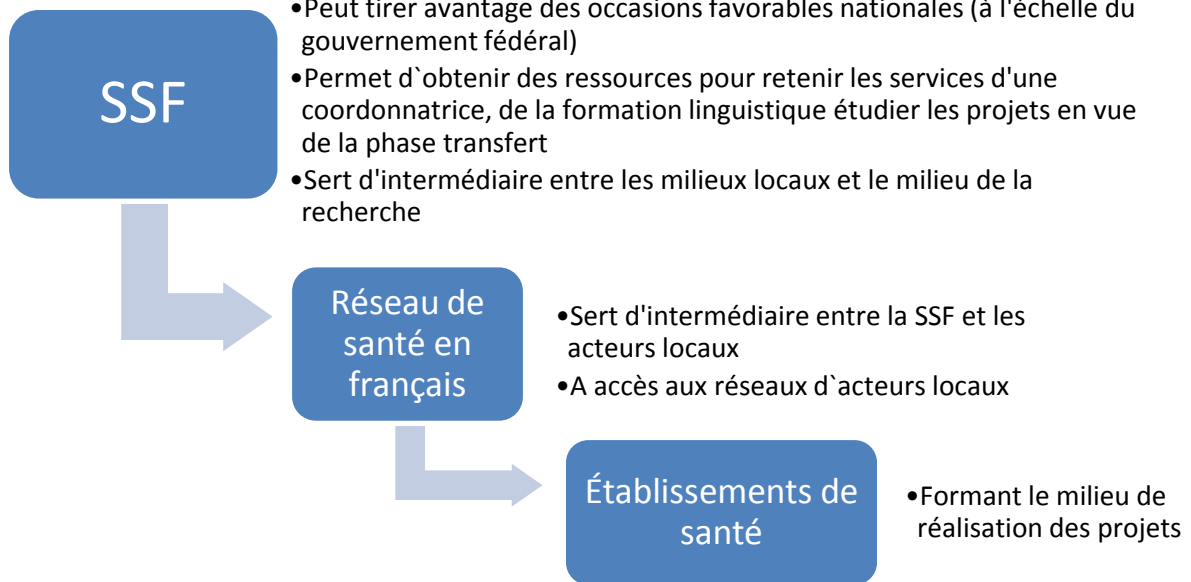 SSF
•Peut tirer avantage des occasions favorables nationales (à l'échelle du
gouvernement fédéral)
•Permet d`obtenir des ressources pour retenir les services d'une
coordonnatrice, de la formation linguistique étudier les projets en vue
de la phase transfert
•Sert d'intermédiaire entre les milieux locaux et le milieu de la
recherche
Réseau de
santé en
français
•Sert d'intermédiaire entre la SSF et les
acteurs locaux
•A accès aux réseaux d`acteurs locaux
Établissements de
santé
•Formant le milieu de
réalisation des projets